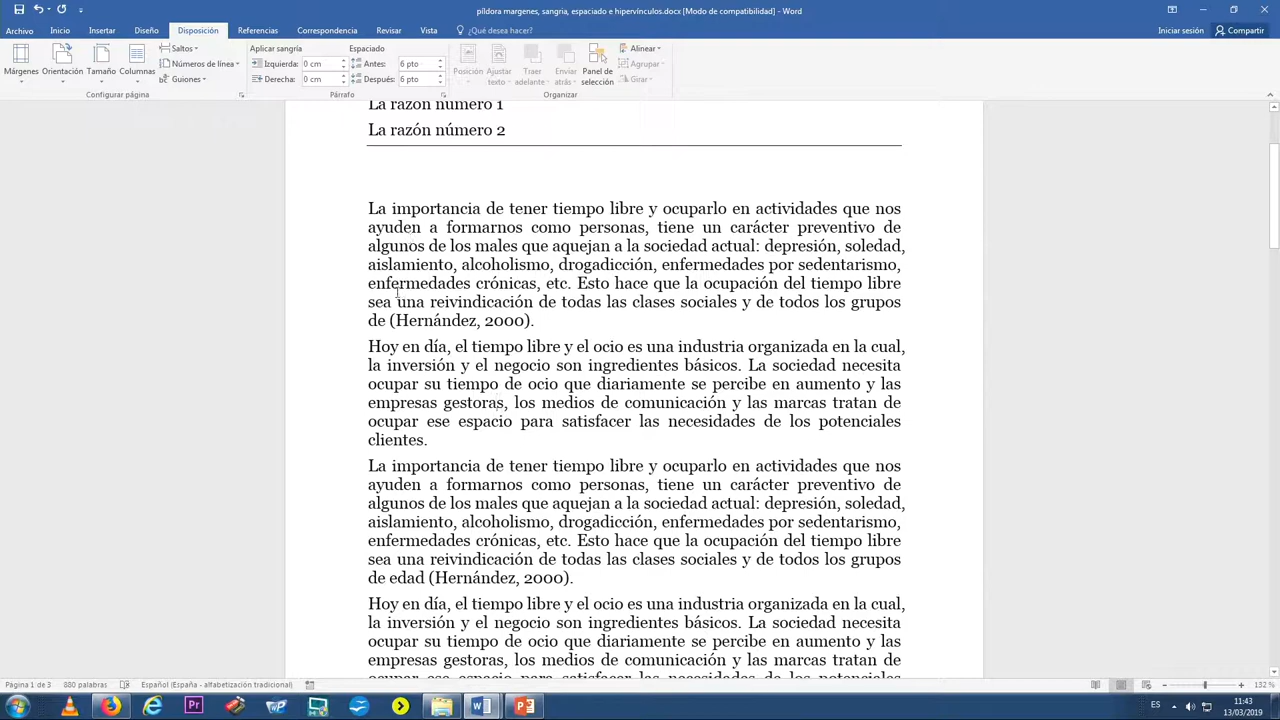 píldora margenes, sangria, espaciado e hipervínculos.docx [Modo de compatibilidad] - Word
Archivo Inicio Insertar Diseño Disposición Referencias Correspondencia Revisar Vista ¿Qué desea hacer? Iniciar sesión Compartir
Márgenes Orientación Tamaño Columnas
Saltos
Números de línea
Guiones
Configurar página
Aplicar sangría Espaciado
Izquierda: 0 cm Antes: 6 pto
Derecha: 0 cm Después: 6 pto
Párrafo
Posición Ajustar texto Traer adelante Enviar atrás Panel de selección
Alinear
Agrupar
Girar
Organizar
La razón número 1
La razón número 2
La importancia de tener tiempo libre y ocuparlo en actividades que nos
ayuden a formarnos como personas, tiene un carácter preventivo de
algunos de los males que aquejan a la sociedad actual: depresión, soledad,
aislamiento, alcoholismo, drogadicción, enfermedades por sedentarismo,
enfermedades crónicas, etc. Esto hace que la ocupación del tiempo libre
sea una reivindicación de todas las clases sociales y de todos los grupos
de (Hernández, 2000).
Hoy en día, el tiempo libre y el ocio es una industria organizada en la cual,
la inversión y el negocio son ingredientes básicos. La sociedad necesita
ocupar su tiempo de ocio que diariamente se percibe en aumento y las
empresas gestoras, los medios de comunicación y las marcas tratan de
ocupar ese espacio para satisfacer las necesidades de los potenciales
clientes.
La importancia de tener tiempo libre y ocuparlo en actividades que nos
ayuden a formarnos como personas, tiene un carácter preventivo de
algunos de los males que aquejan a la sociedad actual: depresión, soledad,
aislamiento, alcoholismo, drogadicción, enfermedades por sedentarismo,
enfermedades crónicas, etc. Esto hace que la ocupación del tiempo libre
sea una reivindicación de todas las clases sociales y de todos los grupos
de edad (Hernández, 2000).
Hoy en día, el tiempo libre y el ocio es una industria organizada en la cual,
la inversión y el negocio son ingredientes básicos. La sociedad necesita
ocupar su tiempo de ocio que diariamente se percibe en aumento y las
empresas gestoras, los medios de comunicación y las marcas tratan de
ocupar ese espacio para satisfacer las necesidades de los potenciales
Página 1 de 3 880 palabras Español (España - alfabetización tradicional) 132 %
ES 11:43
13/03/2019